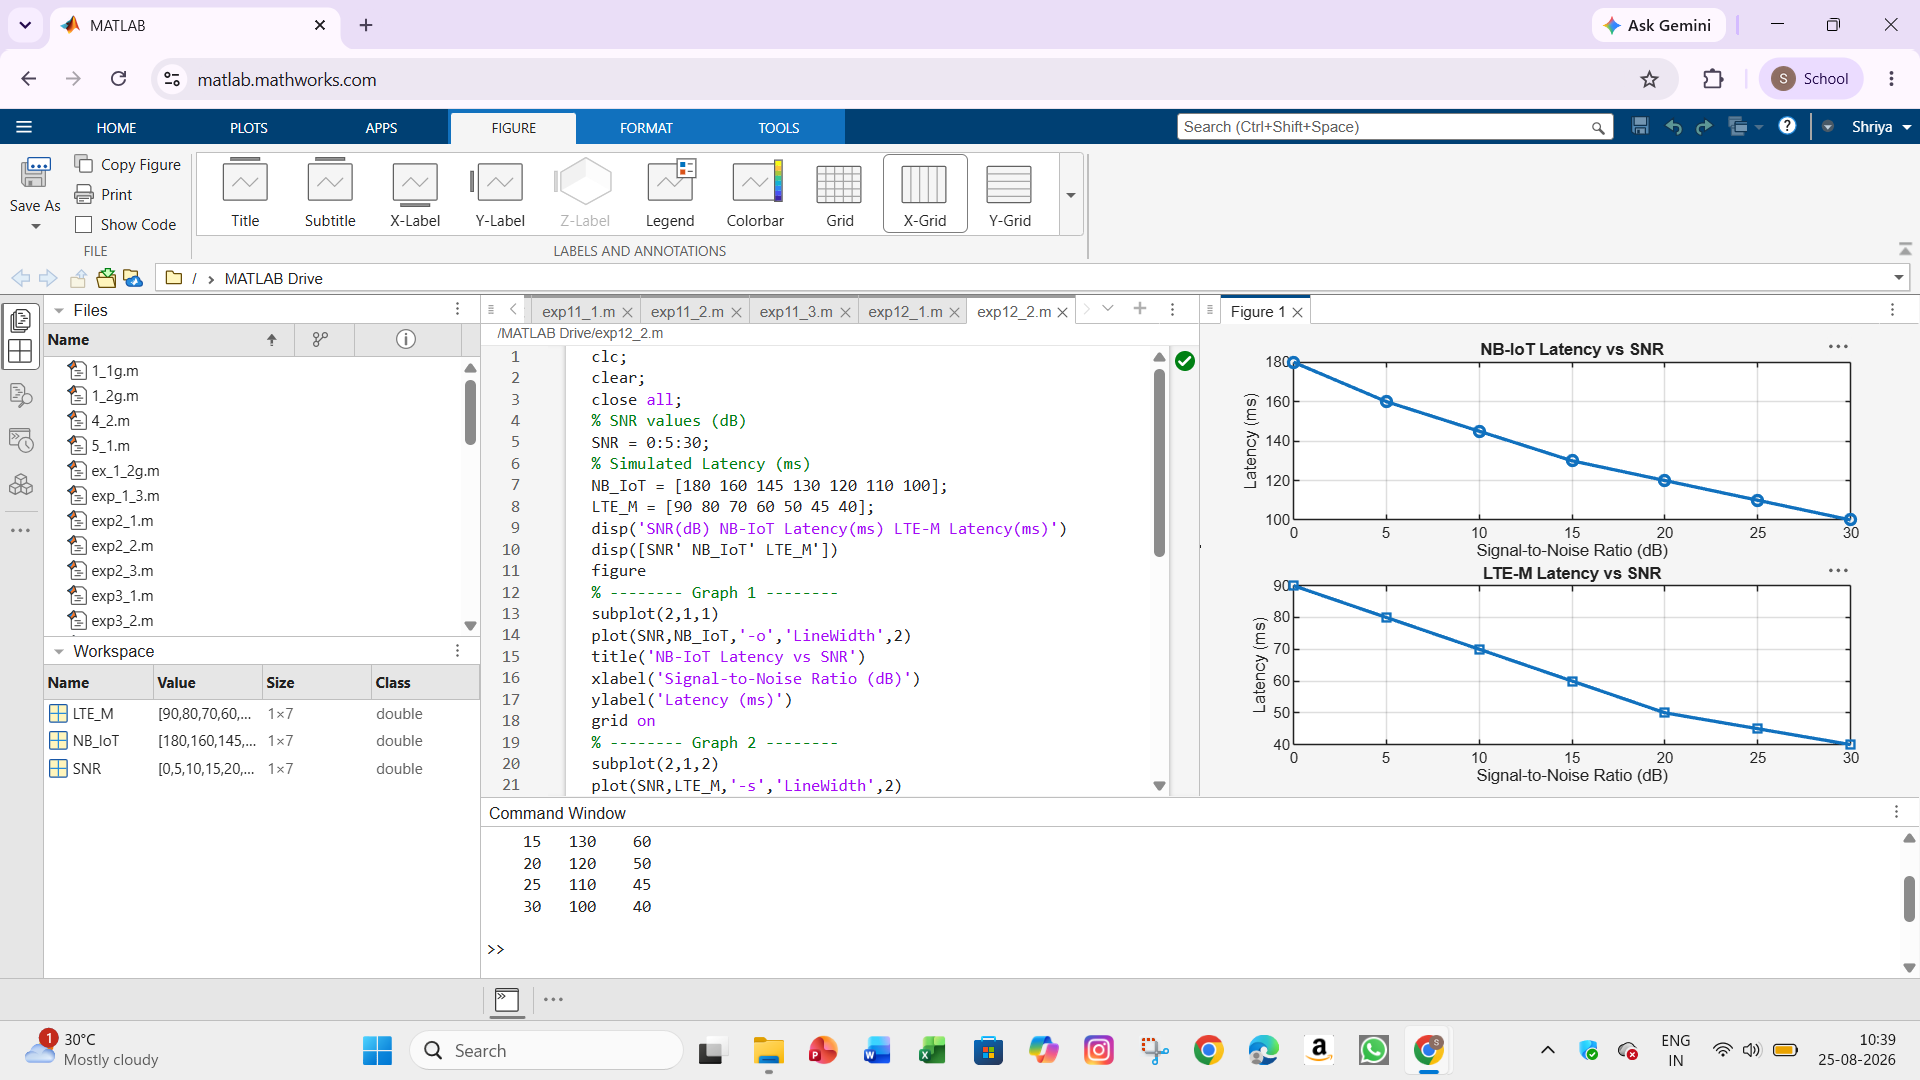 MATLAB
Ask Gemini
matlab.mathworks.com
S School
HOME PLOTS APPS FIGURE FORMAT TOOLS
Search (Ctrl+Shift+Space)
Shriya
Save As
Copy Figure
Print
Show Code
FILE
Title Subtitle X-Label Y-Label Z-Label Legend Colorbar Grid X-Grid Y-Grid
LABELS AND ANNOTATIONS
/ › MATLAB Drive
Files
Name
1_1g.m
1_2g.m
4_2.m
5_1.m
ex_1_2g.m
exp_1_3.m
exp2_1.m
exp2_2.m
exp2_3.m
exp3_1.m
exp3_2.m
Workspace
Name Value Size Class
LTE_M [90,80,70,60,... 1×7 double
NB_IoT [180,160,145,... 1×7 double
SNR [0,5,10,15,20,... 1×7 double
exp11_1.m exp11_2.m exp11_3.m exp12_1.m exp12_2.m
/MATLAB Drive/exp12_2.m
1 clc;
2 clear;
3 close all;
4 % SNR values (dB)
5 SNR = 0:5:30;
6 % Simulated Latency (ms)
7 NB_IoT = [180 160 145 130 120 110 100];
8 LTE_M = [90 80 70 60 50 45 40];
9 disp('SNR(dB) NB-IoT Latency(ms) LTE-M Latency(ms)')
10 disp([SNR' NB_IoT' LTE_M'])
11 figure
12 % -------- Graph 1 --------
13 subplot(2,1,1)
14 plot(SNR,NB_IoT,'-o','LineWidth',2)
15 title('NB-IoT Latency vs SNR')
16 xlabel('Signal-to-Noise Ratio (dB)')
17 ylabel('Latency (ms)')
18 grid on
19 % -------- Graph 2 --------
20 subplot(2,1,2)
21 plot(SNR,LTE_M,'-s','LineWidth',2)
Figure 1
NB-IoT Latency vs SNR
Latency (ms)
180
160
140
120
100
0 5 10 15 20 25 30
Signal-to-Noise Ratio (dB)
LTE-M Latency vs SNR
Latency (ms)
90
80
70
60
50
40
0 5 10 15 20 25 30
Signal-to-Noise Ratio (dB)
Command Window
15 130 60
20 120 50
25 110 45
30 100 40
>>
1
30°C
Mostly cloudy
Search
ENG
IN
10:39
25-08-2026